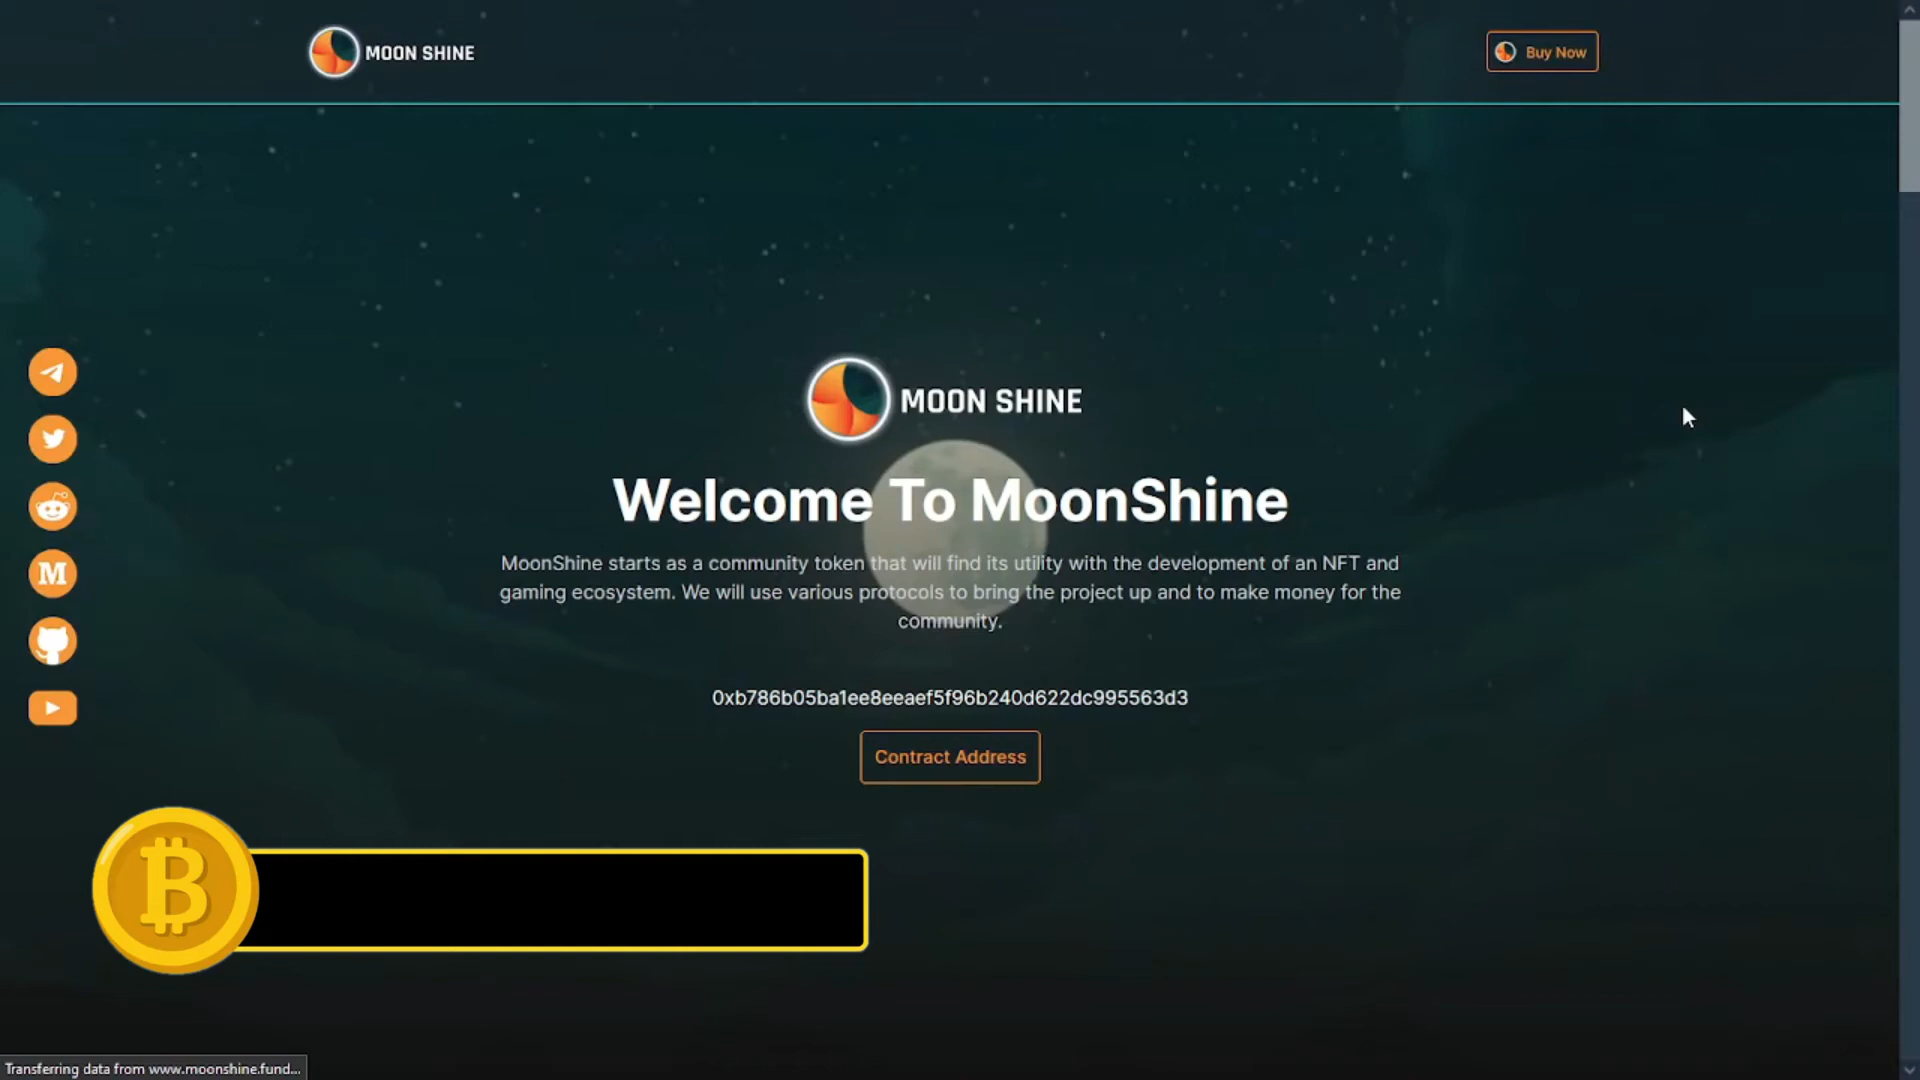 MOON SHINE
Buy Now
MOON SHINE
Welcome To MoonShine
MoonShine starts as a community token that will find its utility with the development of an NFT and
gaming ecosystem. We will use various protocols to bring the project up and to make money for the
community.
0xb786b05ba1ee8eeaef5f96b240d622dc995563d3
Contract Address
Transferring data from www.moonshine.fund...